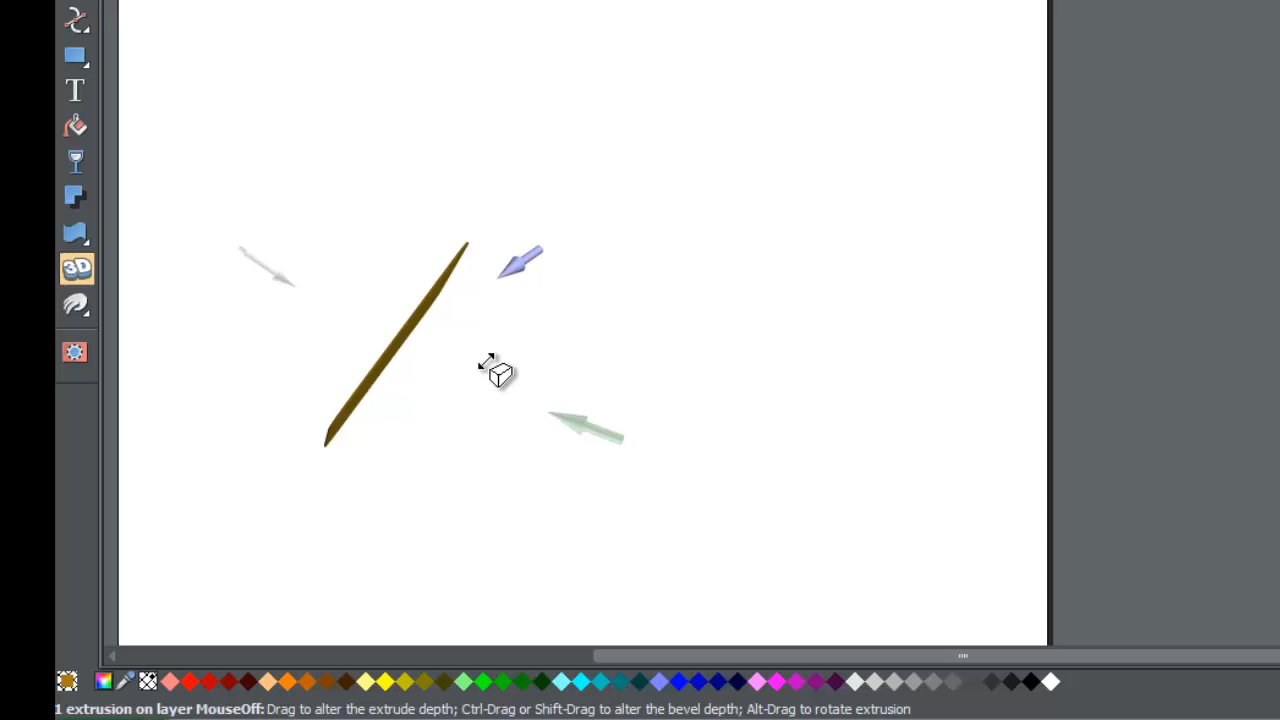 T
3D
1 extrusion on layer MouseOff: Drag to alter the extrude depth; Ctrl-Drag or Shift-Drag to alter the bevel depth; Alt-Drag to rotate extrusion